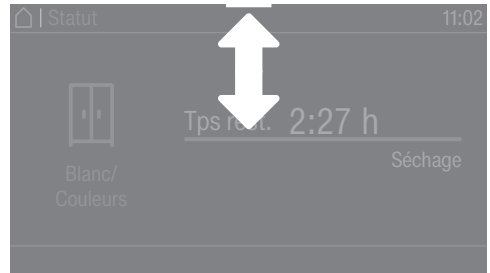 | Statut 11:02
Tps rest. 2:27 h
Séchage
Blanc/
Couleurs